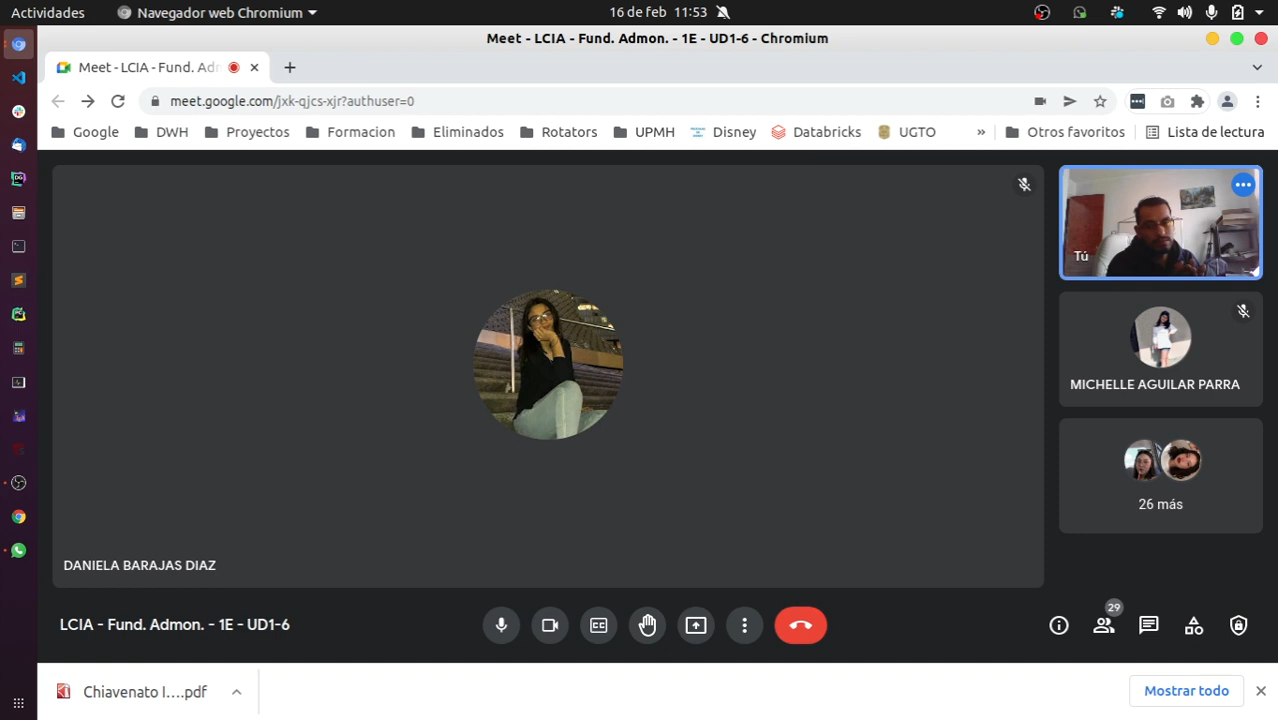 Actividades
Navegador web Chromium
16 de feb 11:53
Meet - LCIA - Fund. Admon. - 1E - UD1-6 - Chromium
Meet - LCIA - Fund. Adm
meet.google.com/jxk-qjcs-xjr?authuser=0
Google DWH Proyectos Formacion Eliminados Rotators UPMH Disney Databricks UGTO » Otros favoritos Lista de lectura
Tú
MICHELLE AGUILAR PARRA
26 más
DANIELA BARAJAS DIAZ
LCIA - Fund. Admon. - 1E - UD1-6
29
Chiavenato I....pdf
Mostrar todo